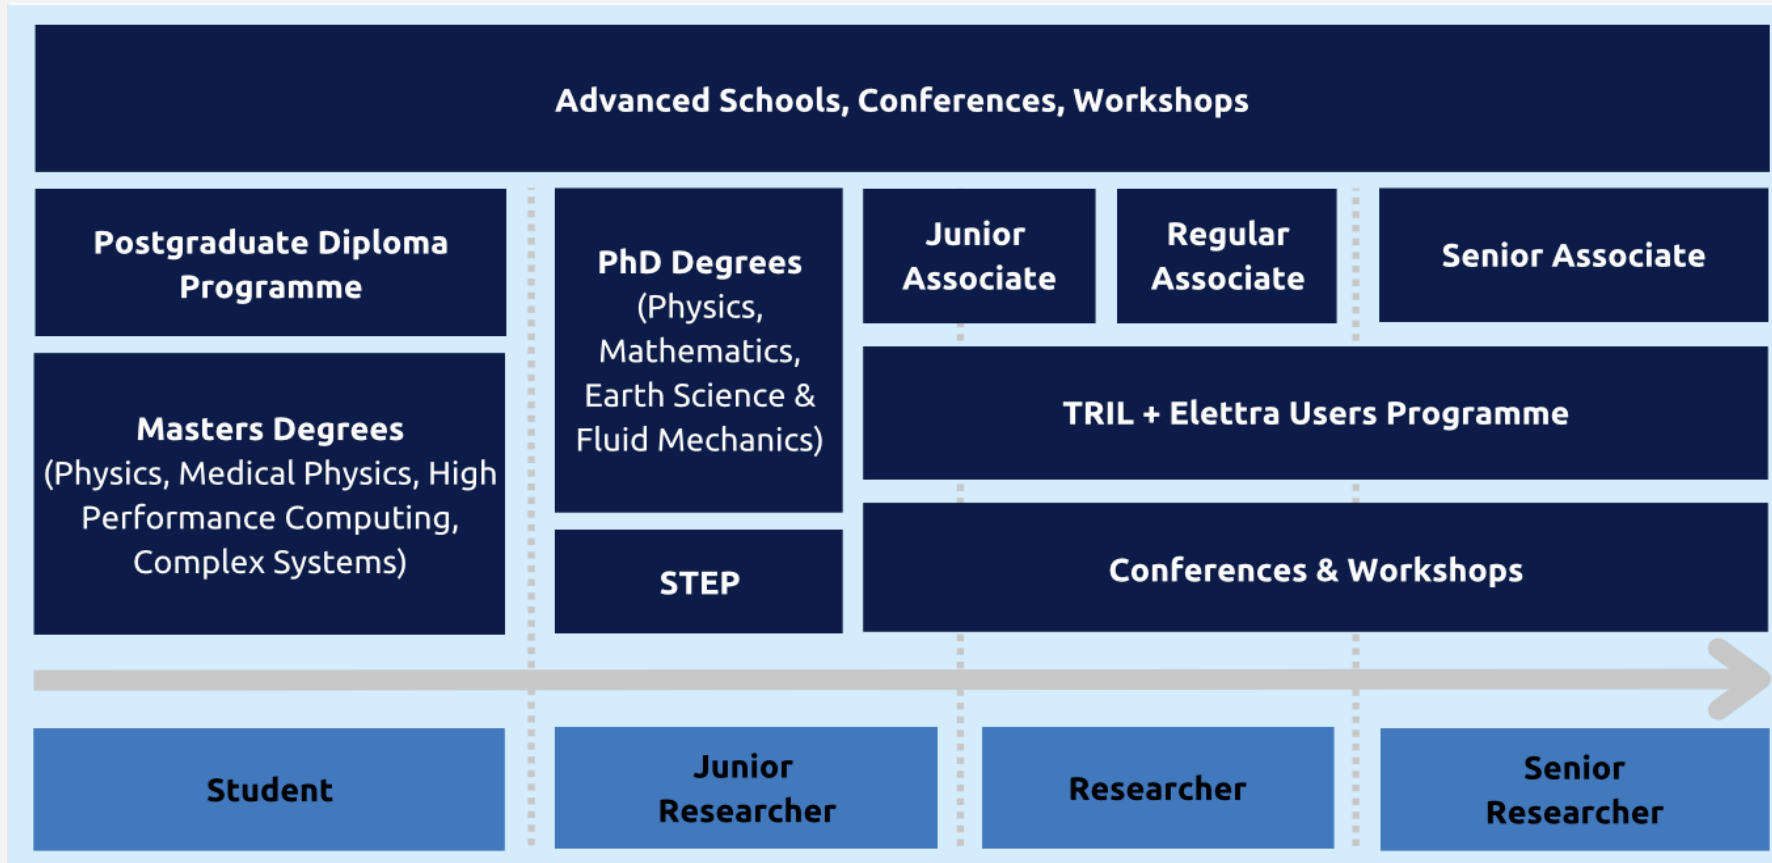 Advanced Schools, Conferences, Workshops
Postgraduate Diploma
Programme
Masters Degrees
(Physics, Medical Physics, High
Performance Computing,
Complex Systems)
PhD Degrees
(Physics,
Mathematics,
Earth Science &
Fluid Mechanics)
STEP
Junior
Associate
Regular
Associate
Senior Associate
TRIL + Elettra Users Programme
Conferences & Workshops
Student
Junior
Researcher
Researcher
Senior
Researcher